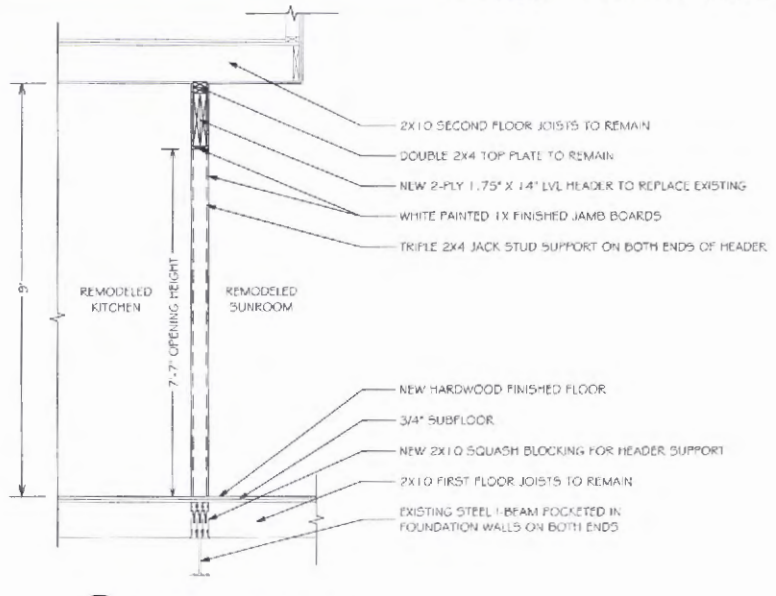 2X10 SECOND FLOOR JOISTS TO REMAIN
DOUBLE 2X4 TOP PLATE TO REMAIN
NEW 2-PLY 1.75" X 14" LVL HEADER TO REPLACE EXISTING
WHITE PAINTED 1X FINISHED JAMB BOARDS
TRIPLE 2X4 JACK STUD SUPPORT ON BOTH ENDS OF HEADER
9'
REMODELED
KITCHEN
7'-7" OPENING HEIGHT
REMODELED
SUNROOM
NEW HARDWOOD FINISHED FLOOR
3/4" SUBFLOOR
NEW 2X10 SQUASH BLOCKING FOR HEADER SUPPORT
2X10 FIRST FLOOR JOISTS TO REMAIN
EXISTING STEEL I-BEAM POCKETED IN
FOUNDATION WALLS ON BOTH ENDS